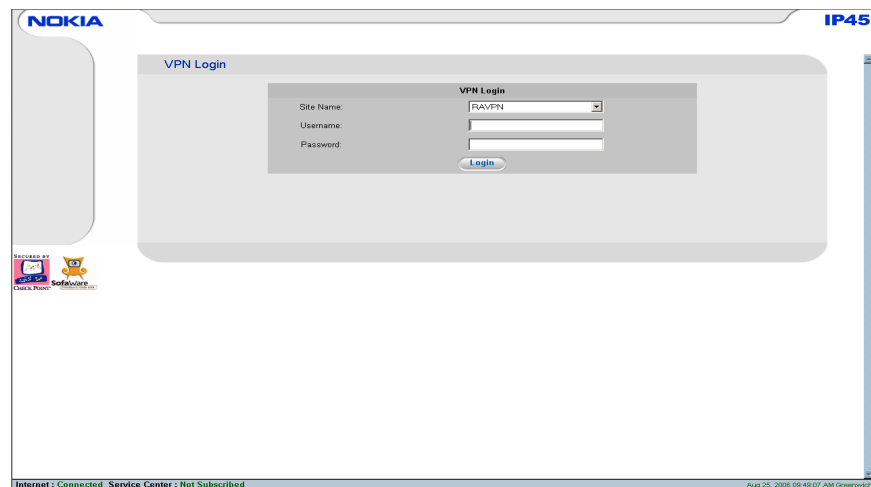 NOKIA
IP45
VPN Login
VPN Login
Site Name: RAVPN
Username:
Password:
Login
SECURED BY
CHECK POINT
SofaWare
Internet : Connected Service Center : Not Subscribed
Aug 25, 2006 09:49:07 AM Greenwich